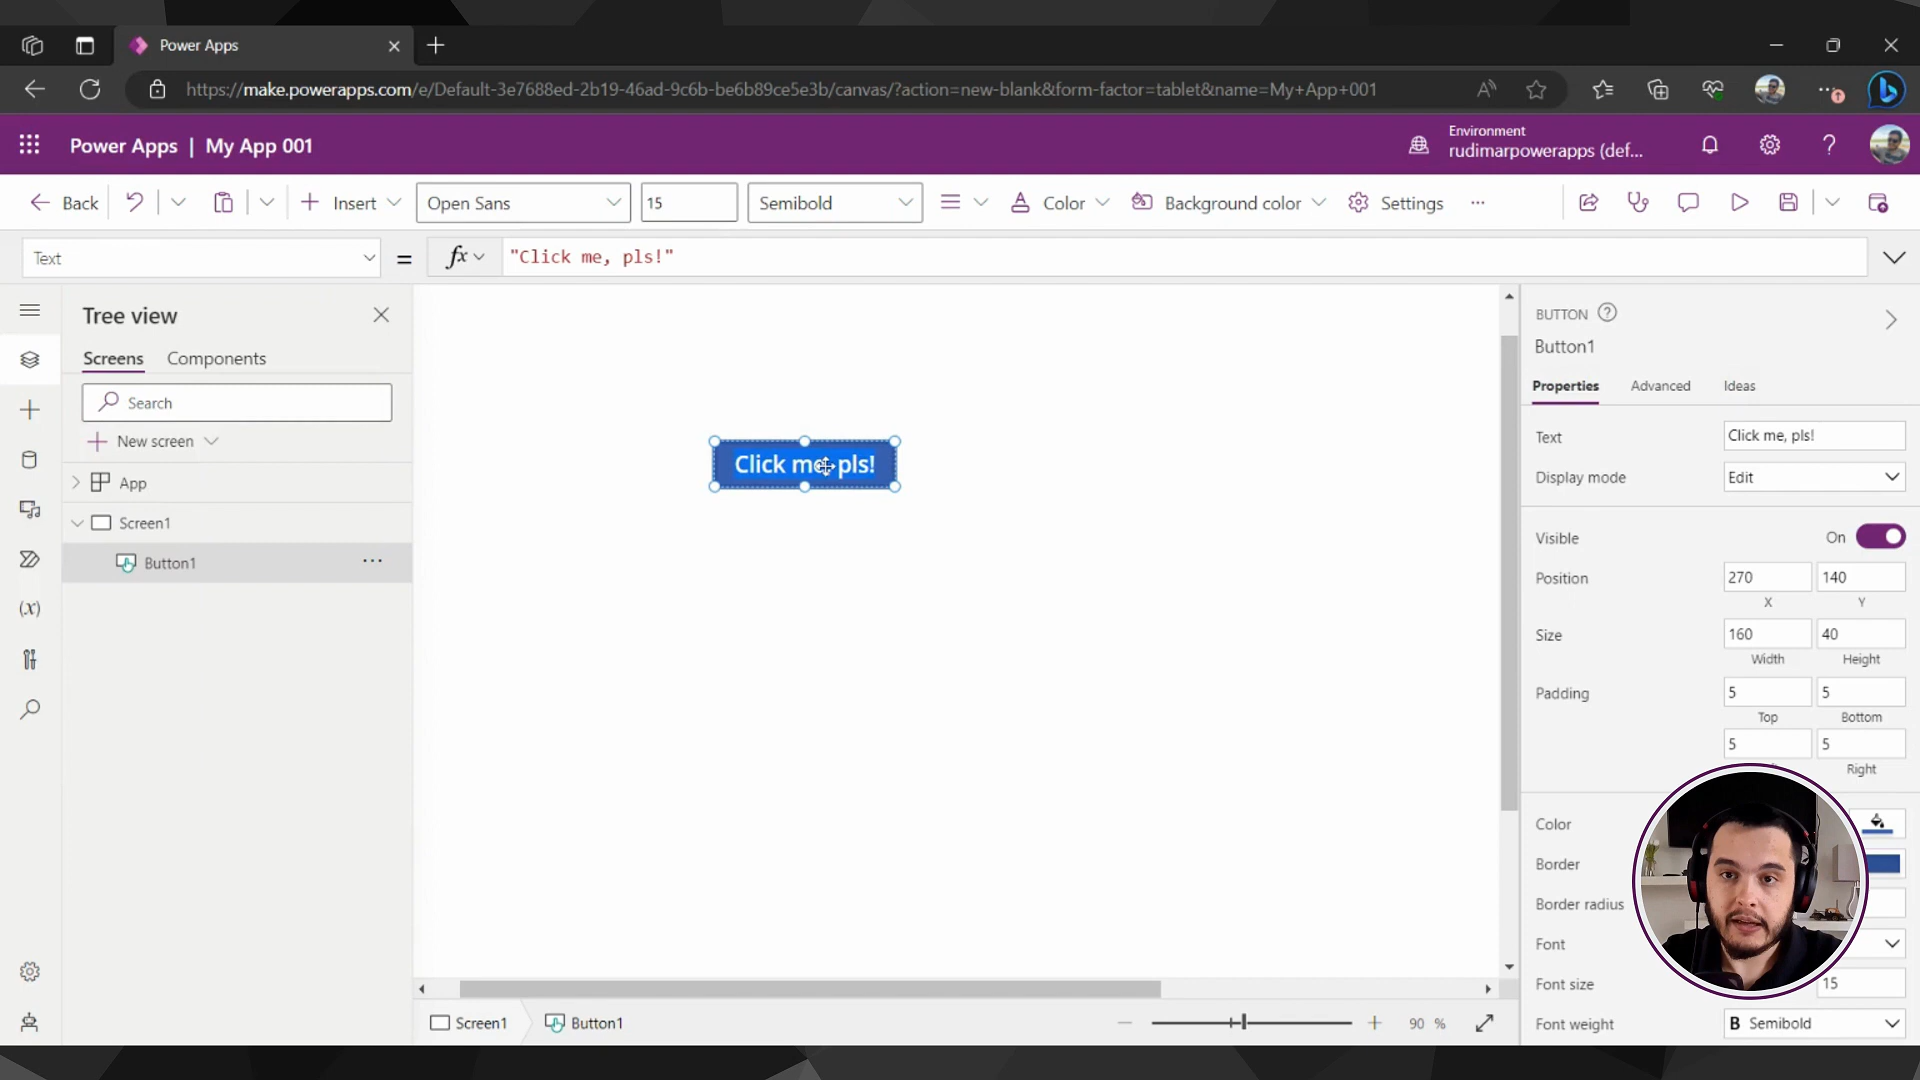 Power Apps
https://make.powerapps.com/e/Default-3e7688ed-2b19-46ad-9c6b-be6b89ce5e3b/canvas/?action=new-blank&form-factor=tablet&name=My+App+001
Power Apps | My App 001
Environment
rudimarpowerapps (def...
Back
Insert
Open Sans
15
Semibold
Color
Background color
Settings
Text
=
fx
"Click me, pls!"
Tree view
Screens
Components
Search
New screen
App
Screen1
Button1
Click me, pls!
BUTTON
Button1
Properties
Advanced
Ideas
Text
Click me, pls!
Display mode
Edit
Visible
On
Position
270
140
X
Y
Size
160
40
Width
Height
Padding
5
5
Top
Bottom
5
5
Right
Color
Border
Border radius
Font
Font size
15
Font weight
B Semibold
Screen1
Button1
90 %